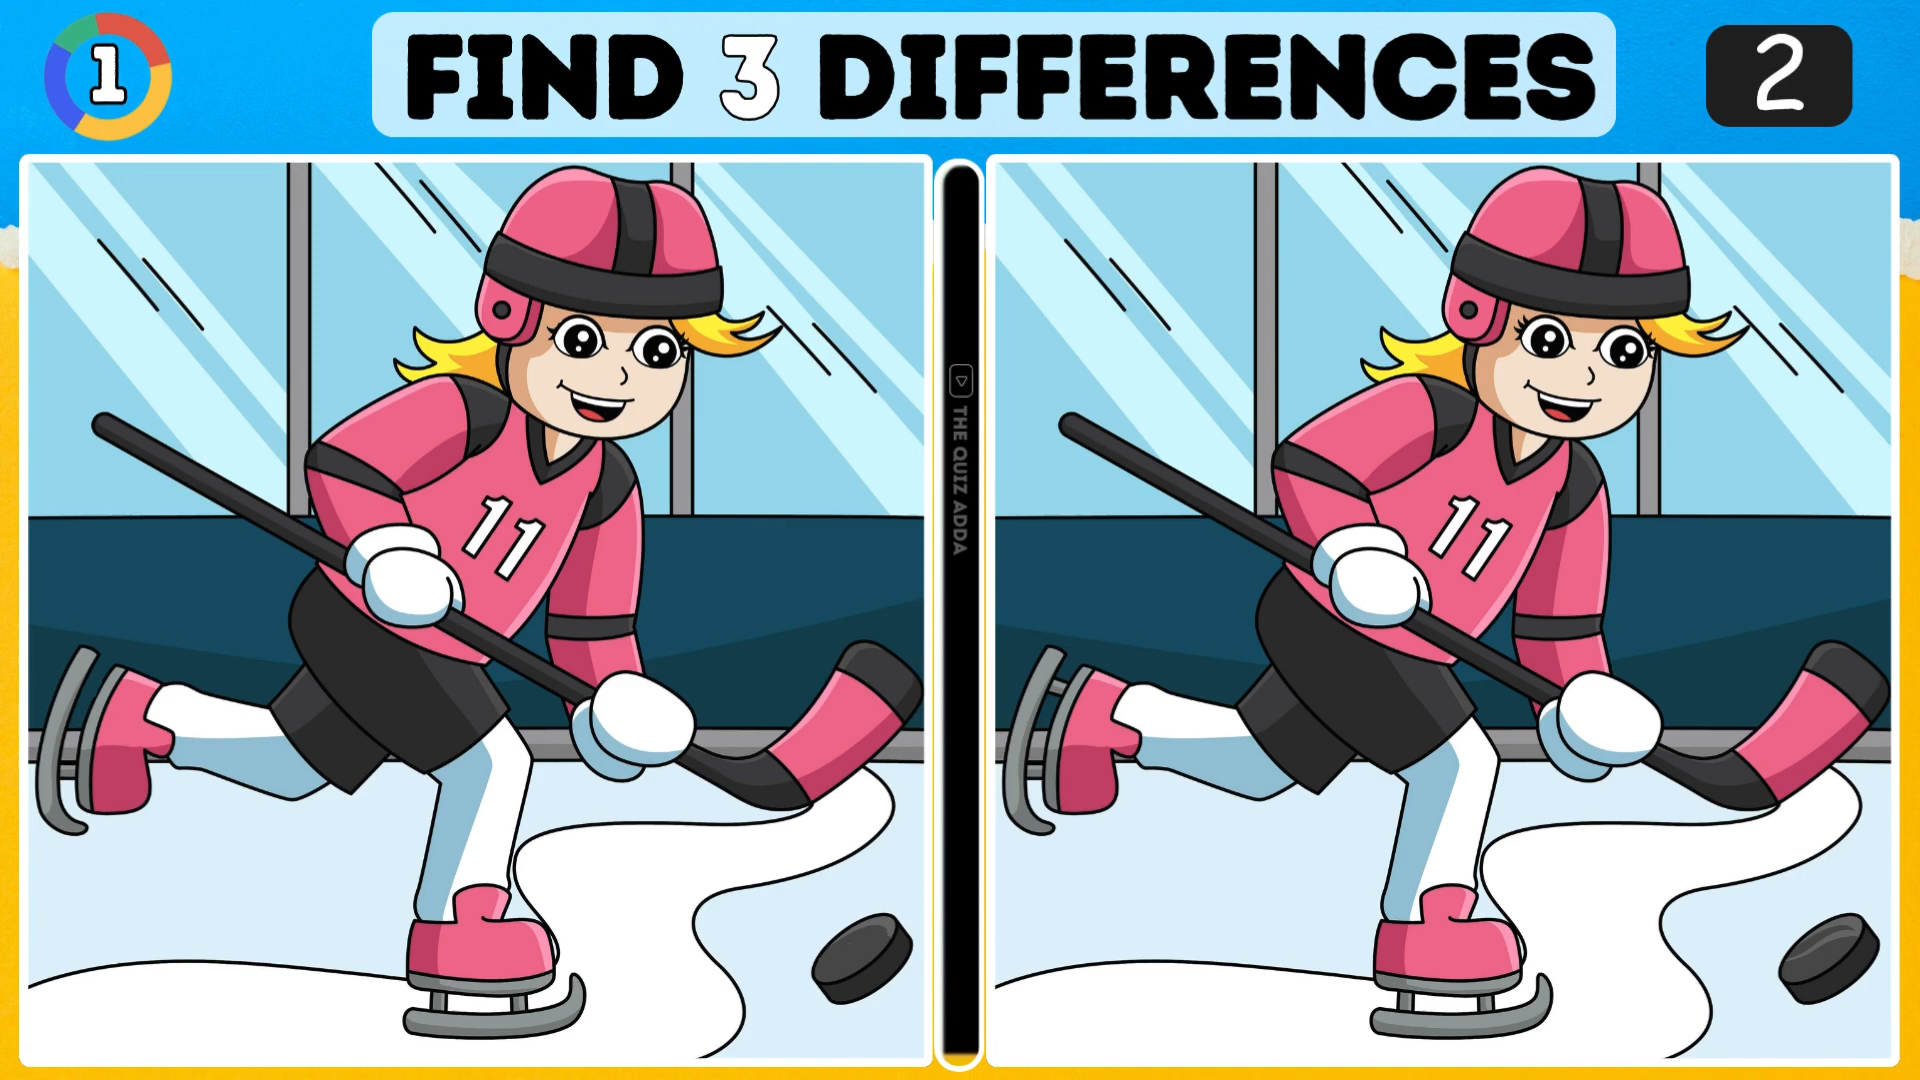 1
FIND 3 DIFFERENCES
2
THE QUIZ ADDA
11
11